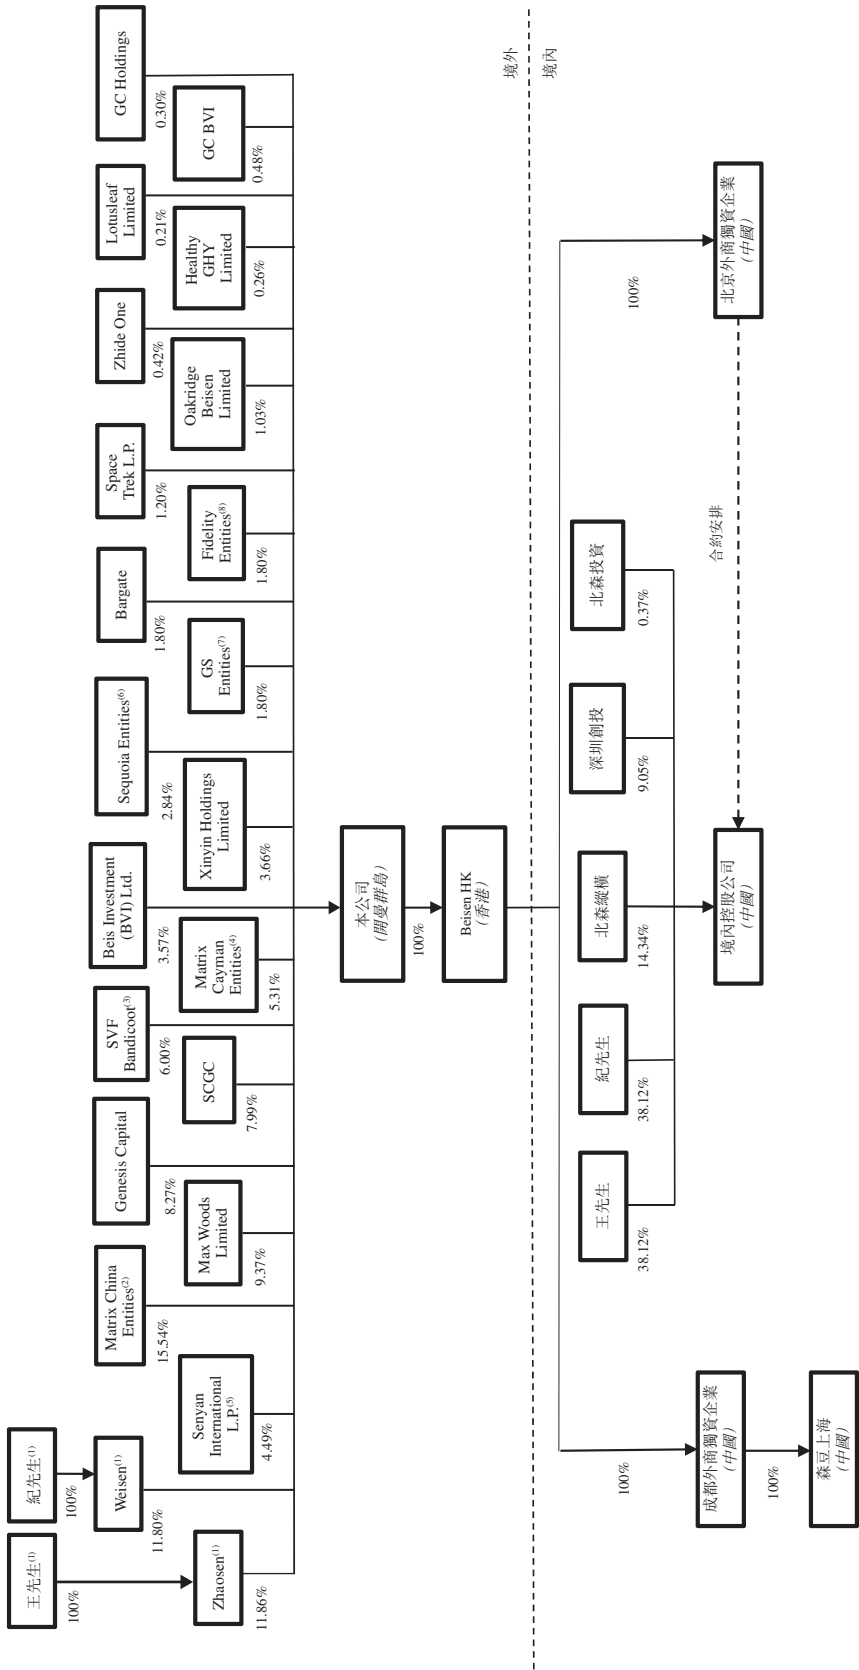 王先生(1)
100%
紀先生(1)
100%
Zhaosen(1)
11.86%
Weisen(1)
11.80%
Senyan
International
L.P.(5)
4.49%
Matrix China
Entities(2)
15.54%
Max Woods
Limited
9.37%
Genesis Capital
8.27%
SCGC
7.99%
SVF
Bandicoot(3)
6.00%
Matrix
Cayman
Entities(4)
5.31%
Beis Investment
(BVI) Ltd.
3.57%
Xinyin Holdings
Limited
3.66%
Sequoia Entities(6)
2.84%
GS
Entities(7)
1.80%
Bargate
1.80%
Fidelity
Entities(8)
1.80%
Space
Trek L.P.
1.20%
Oakridge
Beisen
Limited
1.03%
Zhide One
0.42%
Healthy
GHY
Limited
0.26%
Lotusleaf
Limited
0.21%
GC BVI
0.48%
GC Holdings
0.30%
本公司
(開曼群島)
100%
Beisen HK
(香港)
境外
境內
王先生
38.12%
紀先生
38.12%
北森縱橫
14.34%
深圳創投
9.05%
北森投資
0.37%
100%
成都外商獨資企業
(中國)
100%
森豆上海
(中國)
境內控股公司
(中國)
合約安排
100%
北京外商獨資企業
(中國)